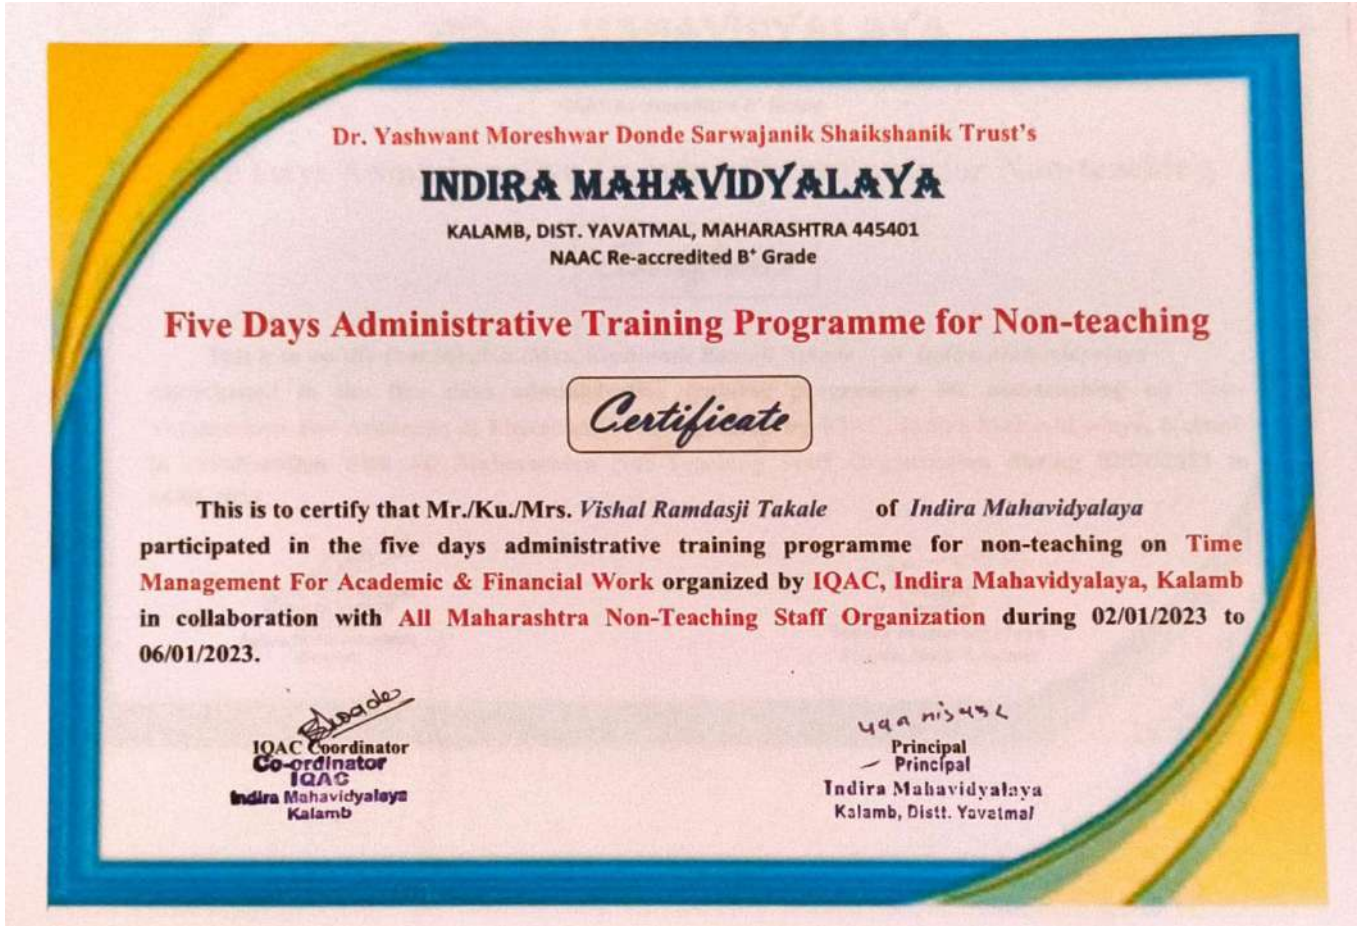 Dr. Yashwant Moreshwar Donde Sarwajanik Shaikshanik Trust's
INDIRA MAHAVIDYALAYA
KALAMB, DIST. YAVATMAL, MAHARASHTRA 445401
NAAC Re-accredited B⁺ Grade
Five Days Administrative Training Programme for Non-teaching
Certificate
This is to certify that Mr./Ku./Mrs. Vishal Ramdasji Takale of Indira Mahavidyalaya
participated in the five days administrative training programme for non-teaching on Time
Management For Academic & Financial Work organized by IQAC, Indira Mahavidyalaya, Kalamb
in collaboration with All Maharashtra Non-Teaching Staff Organization during 02/01/2023 to
06/01/2023.
IQAC Coordinator
Co-ordinator
IQAC
Indira Mahavidyalaya
Kalamb
Principal
Principal
Indira Mahavidyalaya
Kalamb, Distt. Yavatmal